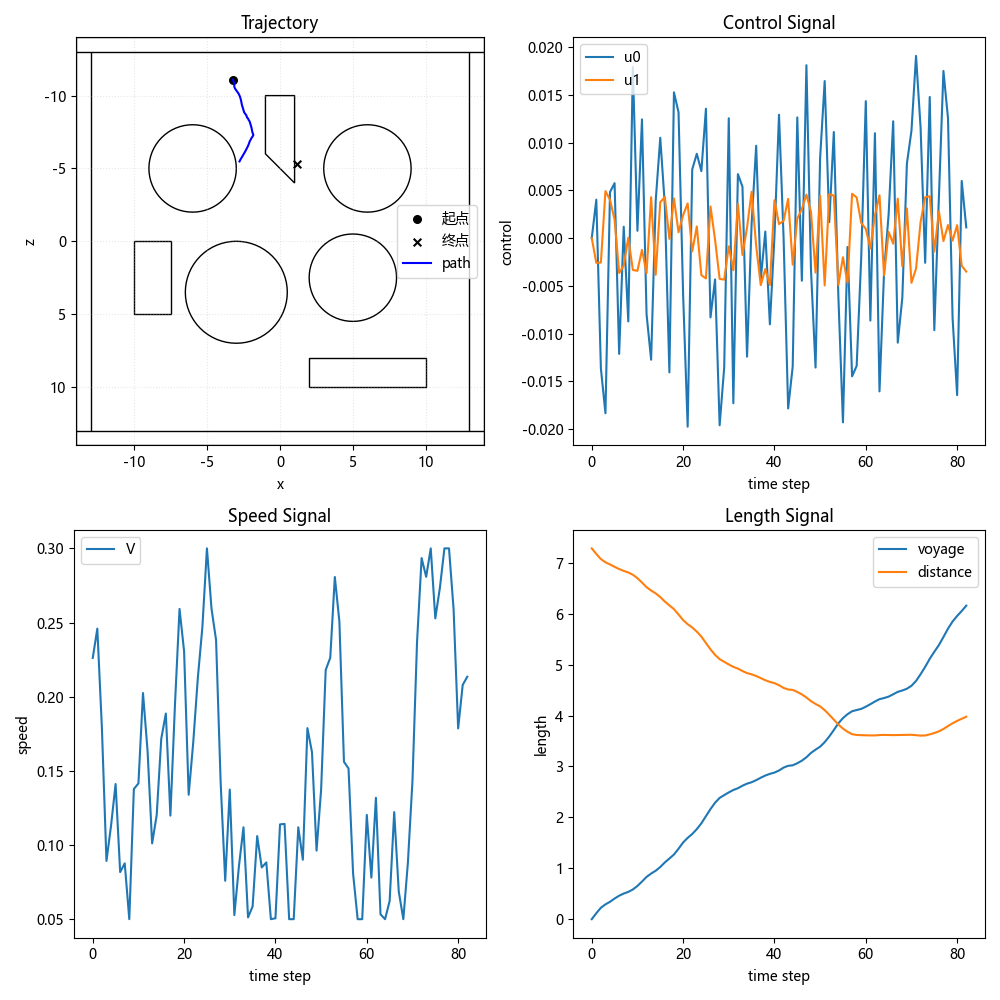 Trajectory
-10
-5
0
5
10
z
-10
-5
0
5
10
x
起点
终点
path
Control Signal
0.020
0.015
0.010
0.005
0.000
-0.005
-0.010
-0.015
-0.020
control
0
20
40
60
80
time step
u0
u1
Speed Signal
0.30
0.25
0.20
0.15
0.10
0.05
speed
0
20
40
60
80
time step
V
Length Signal
7
6
5
4
3
2
1
0
length
0
20
40
60
80
time step
voyage
distance